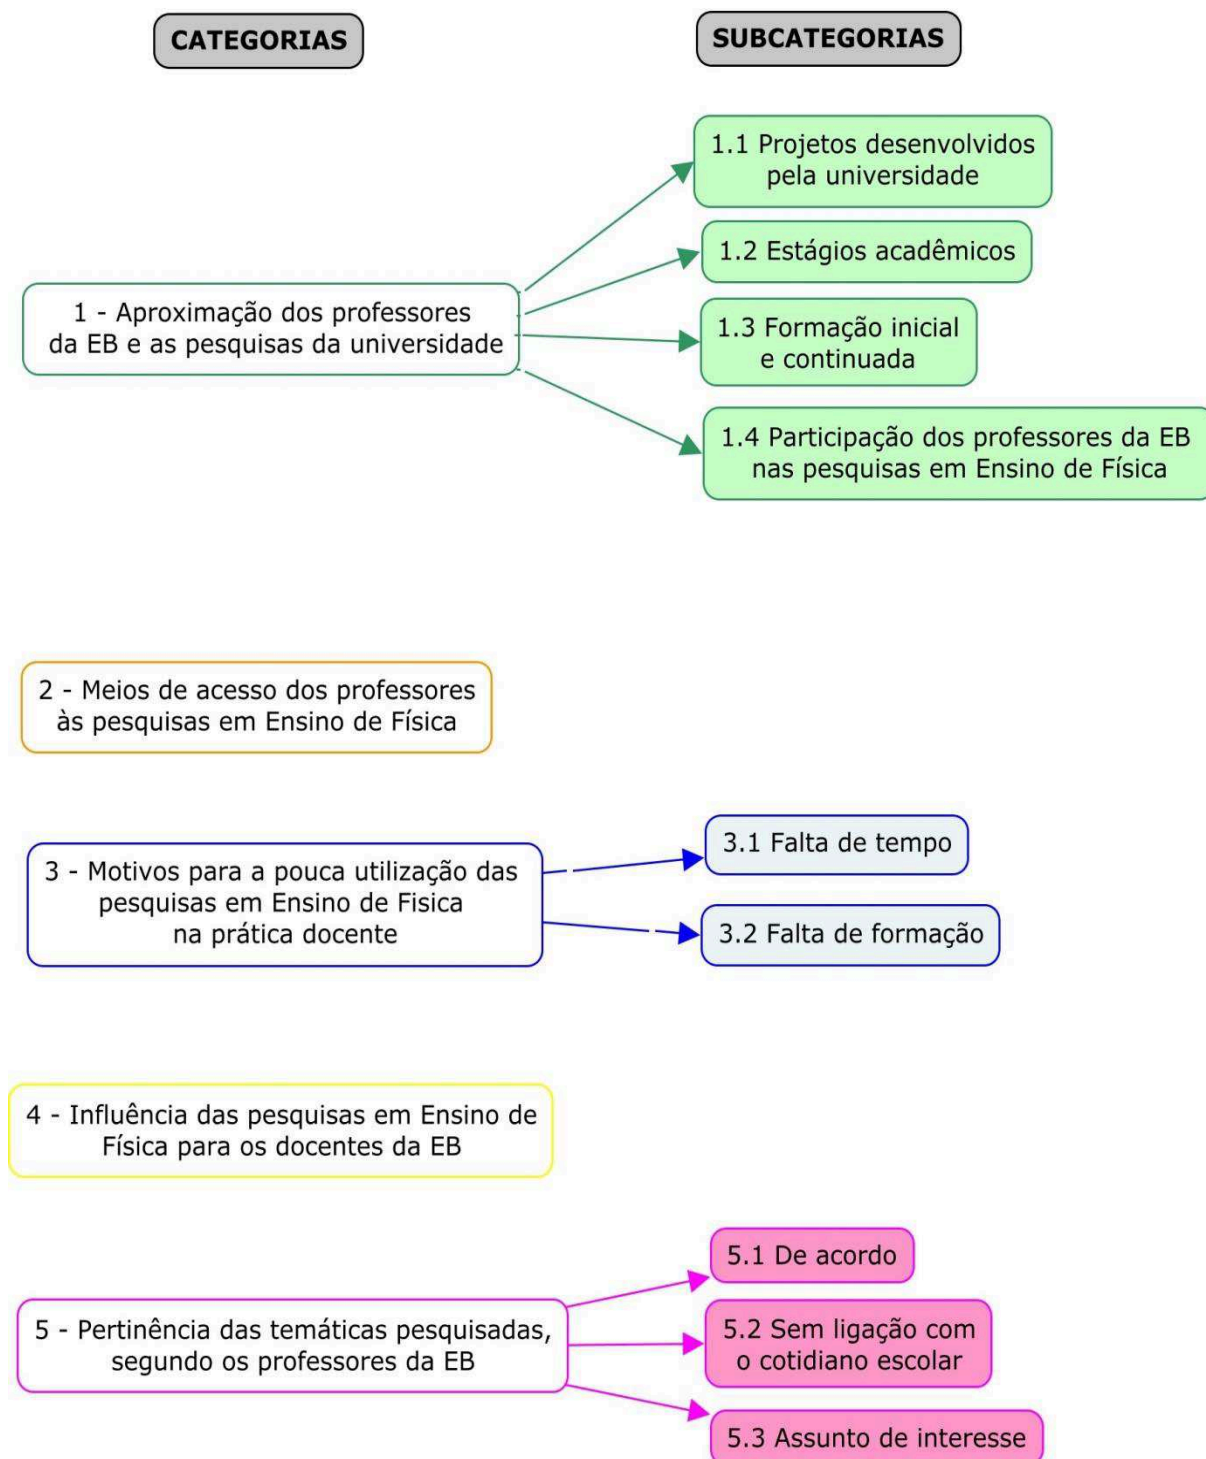 CATEGORIAS
SUBCATEGORIAS
1 - Aproximação dos professores
da EB e as pesquisas da universidade
1.1 Projetos desenvolvidos
pela universidade
1.2 Estágios acadêmicos
1.3 Formação inicial
e continuada
1.4 Participação dos professores da EB
nas pesquisas em Ensino de Física
2 - Meios de acesso dos professores
às pesquisas em Ensino de Física
3 - Motivos para a pouca utilização das
pesquisas em Ensino de Fisica
na prática docente
3.1 Falta de tempo
3.2 Falta de formação
4 - Influência das pesquisas em Ensino de
Física para os docentes da EB
5 - Pertinência das temáticas pesquisadas,
segundo os professores da EB
5.1 De acordo
5.2 Sem ligação com
o cotidiano escolar
5.3 Assunto de interesse